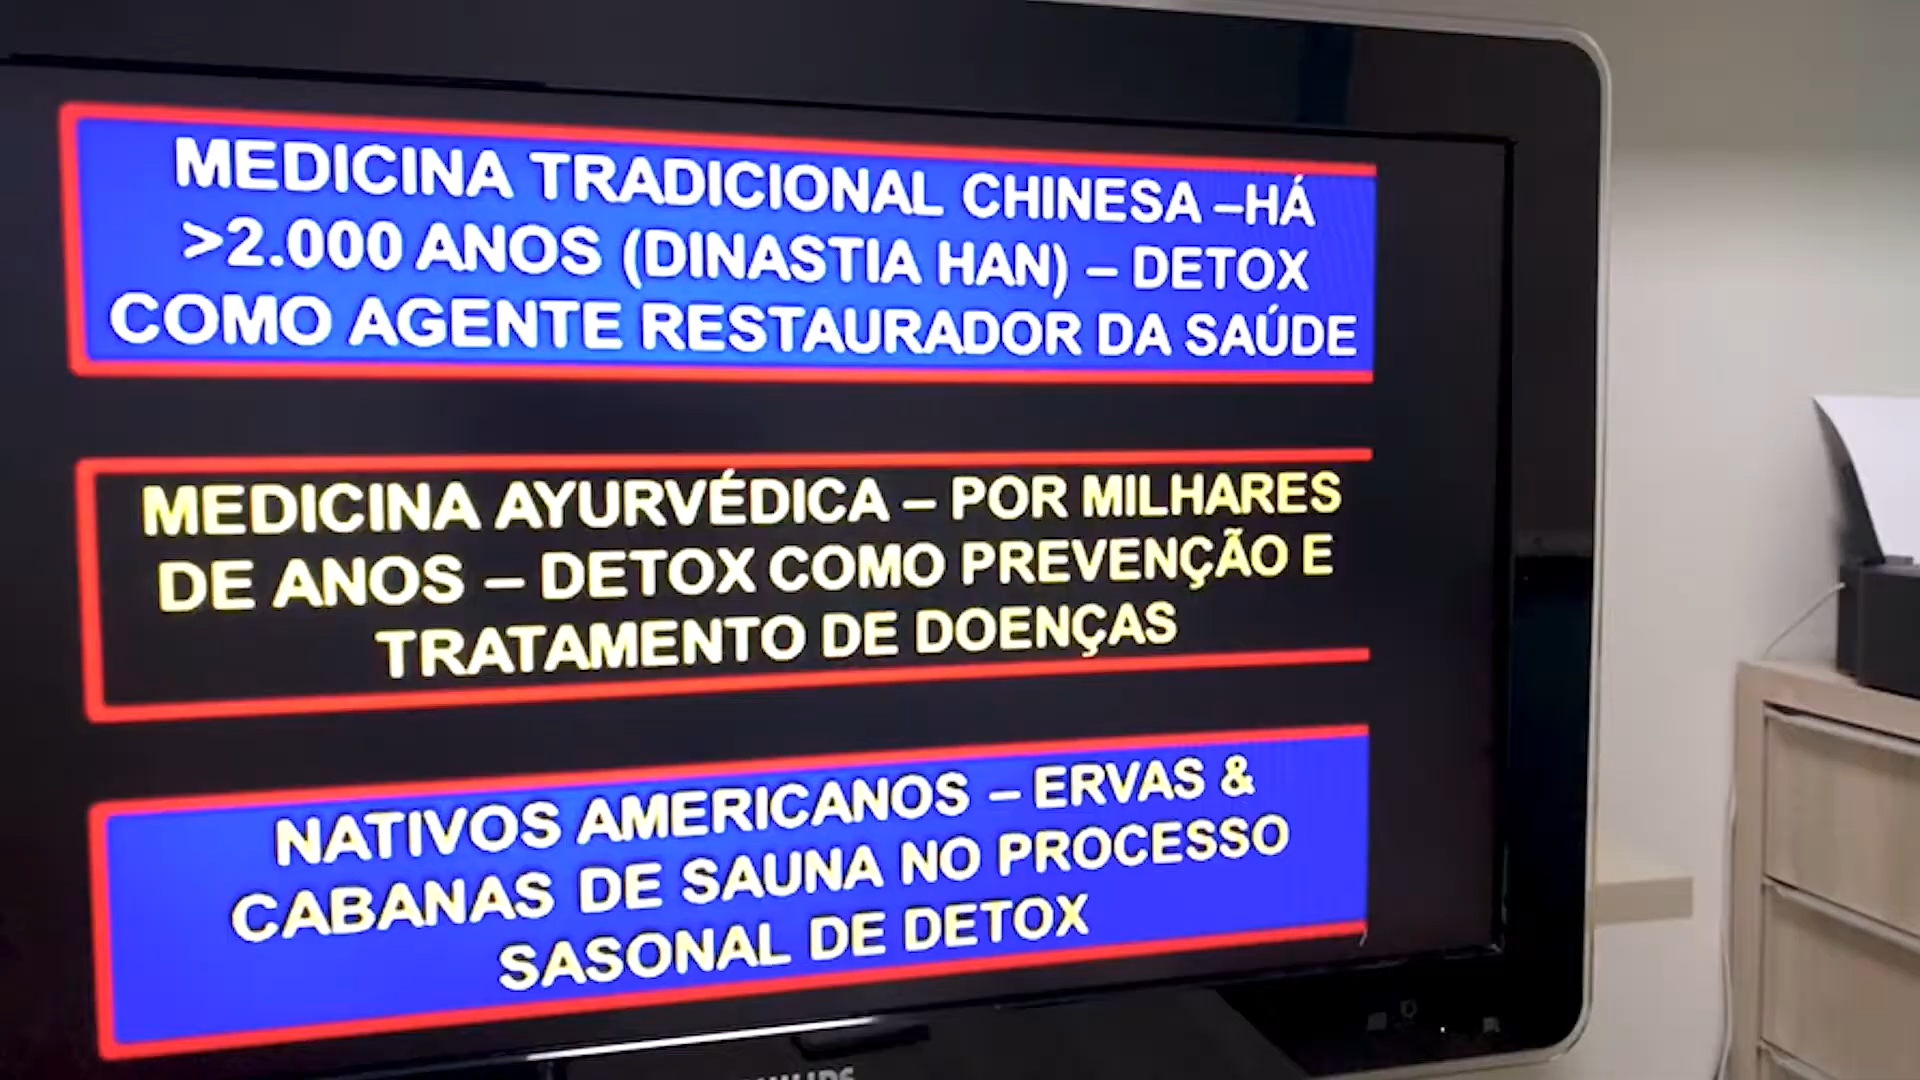 MEDICINA TRADICIONAL CHINESA –HÁ
>2.000 ANOS (DINASTIA HAN) – DETOX
COMO AGENTE RESTAURADOR DA SAÚDE
MEDICINA AYURVÉDICA – POR MILHARES
DE ANOS – DETOX COMO PREVENÇÃO E
TRATAMENTO DE DOENÇAS
NATIVOS AMERICANOS – ERVAS &
CABANAS DE SAUNA NO PROCESSO
SASONAL DE DETOX